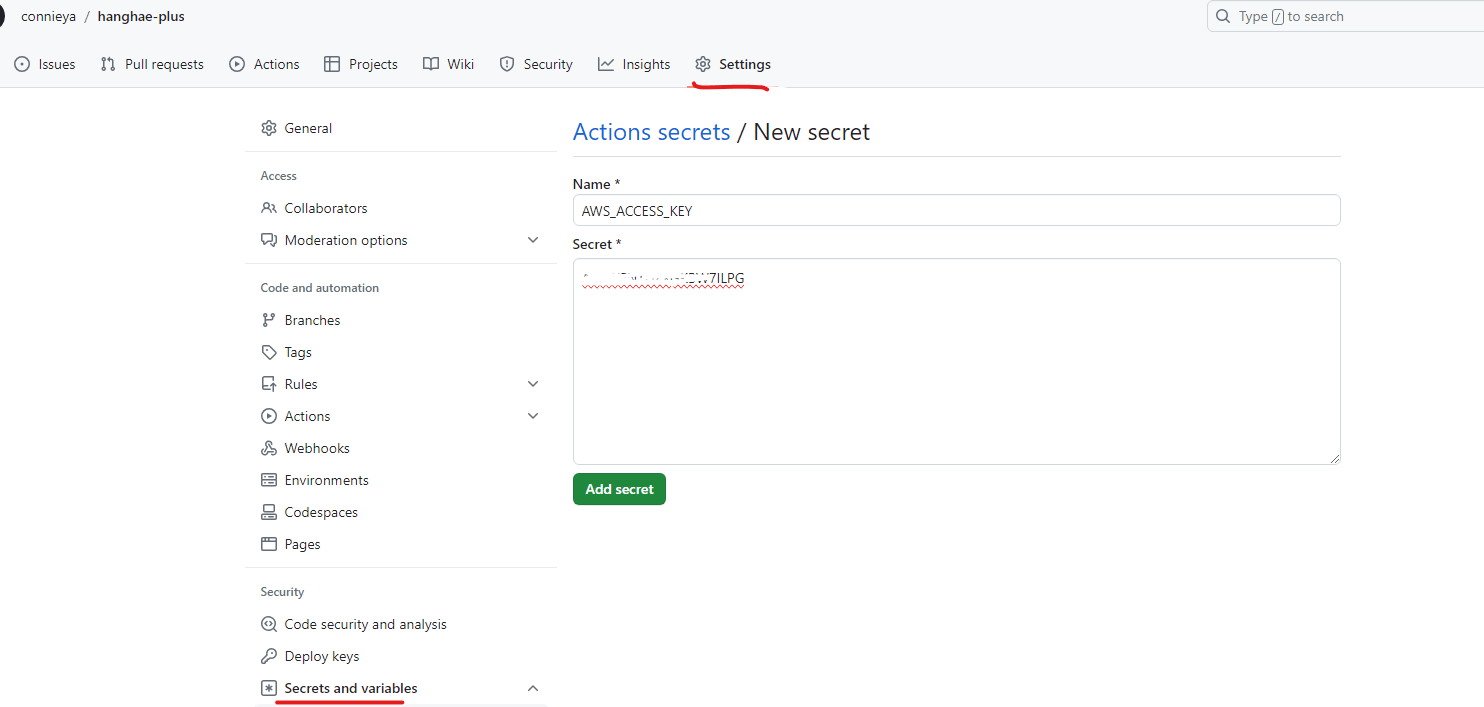 connieya / hanghae-plus
Type / to search
Issues Pull requests Actions Projects Wiki Security Insights Settings
General
Access
Collaborators
Moderation options
Code and automation
Branches
Tags
Rules
Actions
Webhooks
Environments
Codespaces
Pages
Security
Code security and analysis
Deploy keys
Secrets and variables
Actions secrets / New secret
Name *
AWS_ACCESS_KEY
Secret *
Add secret